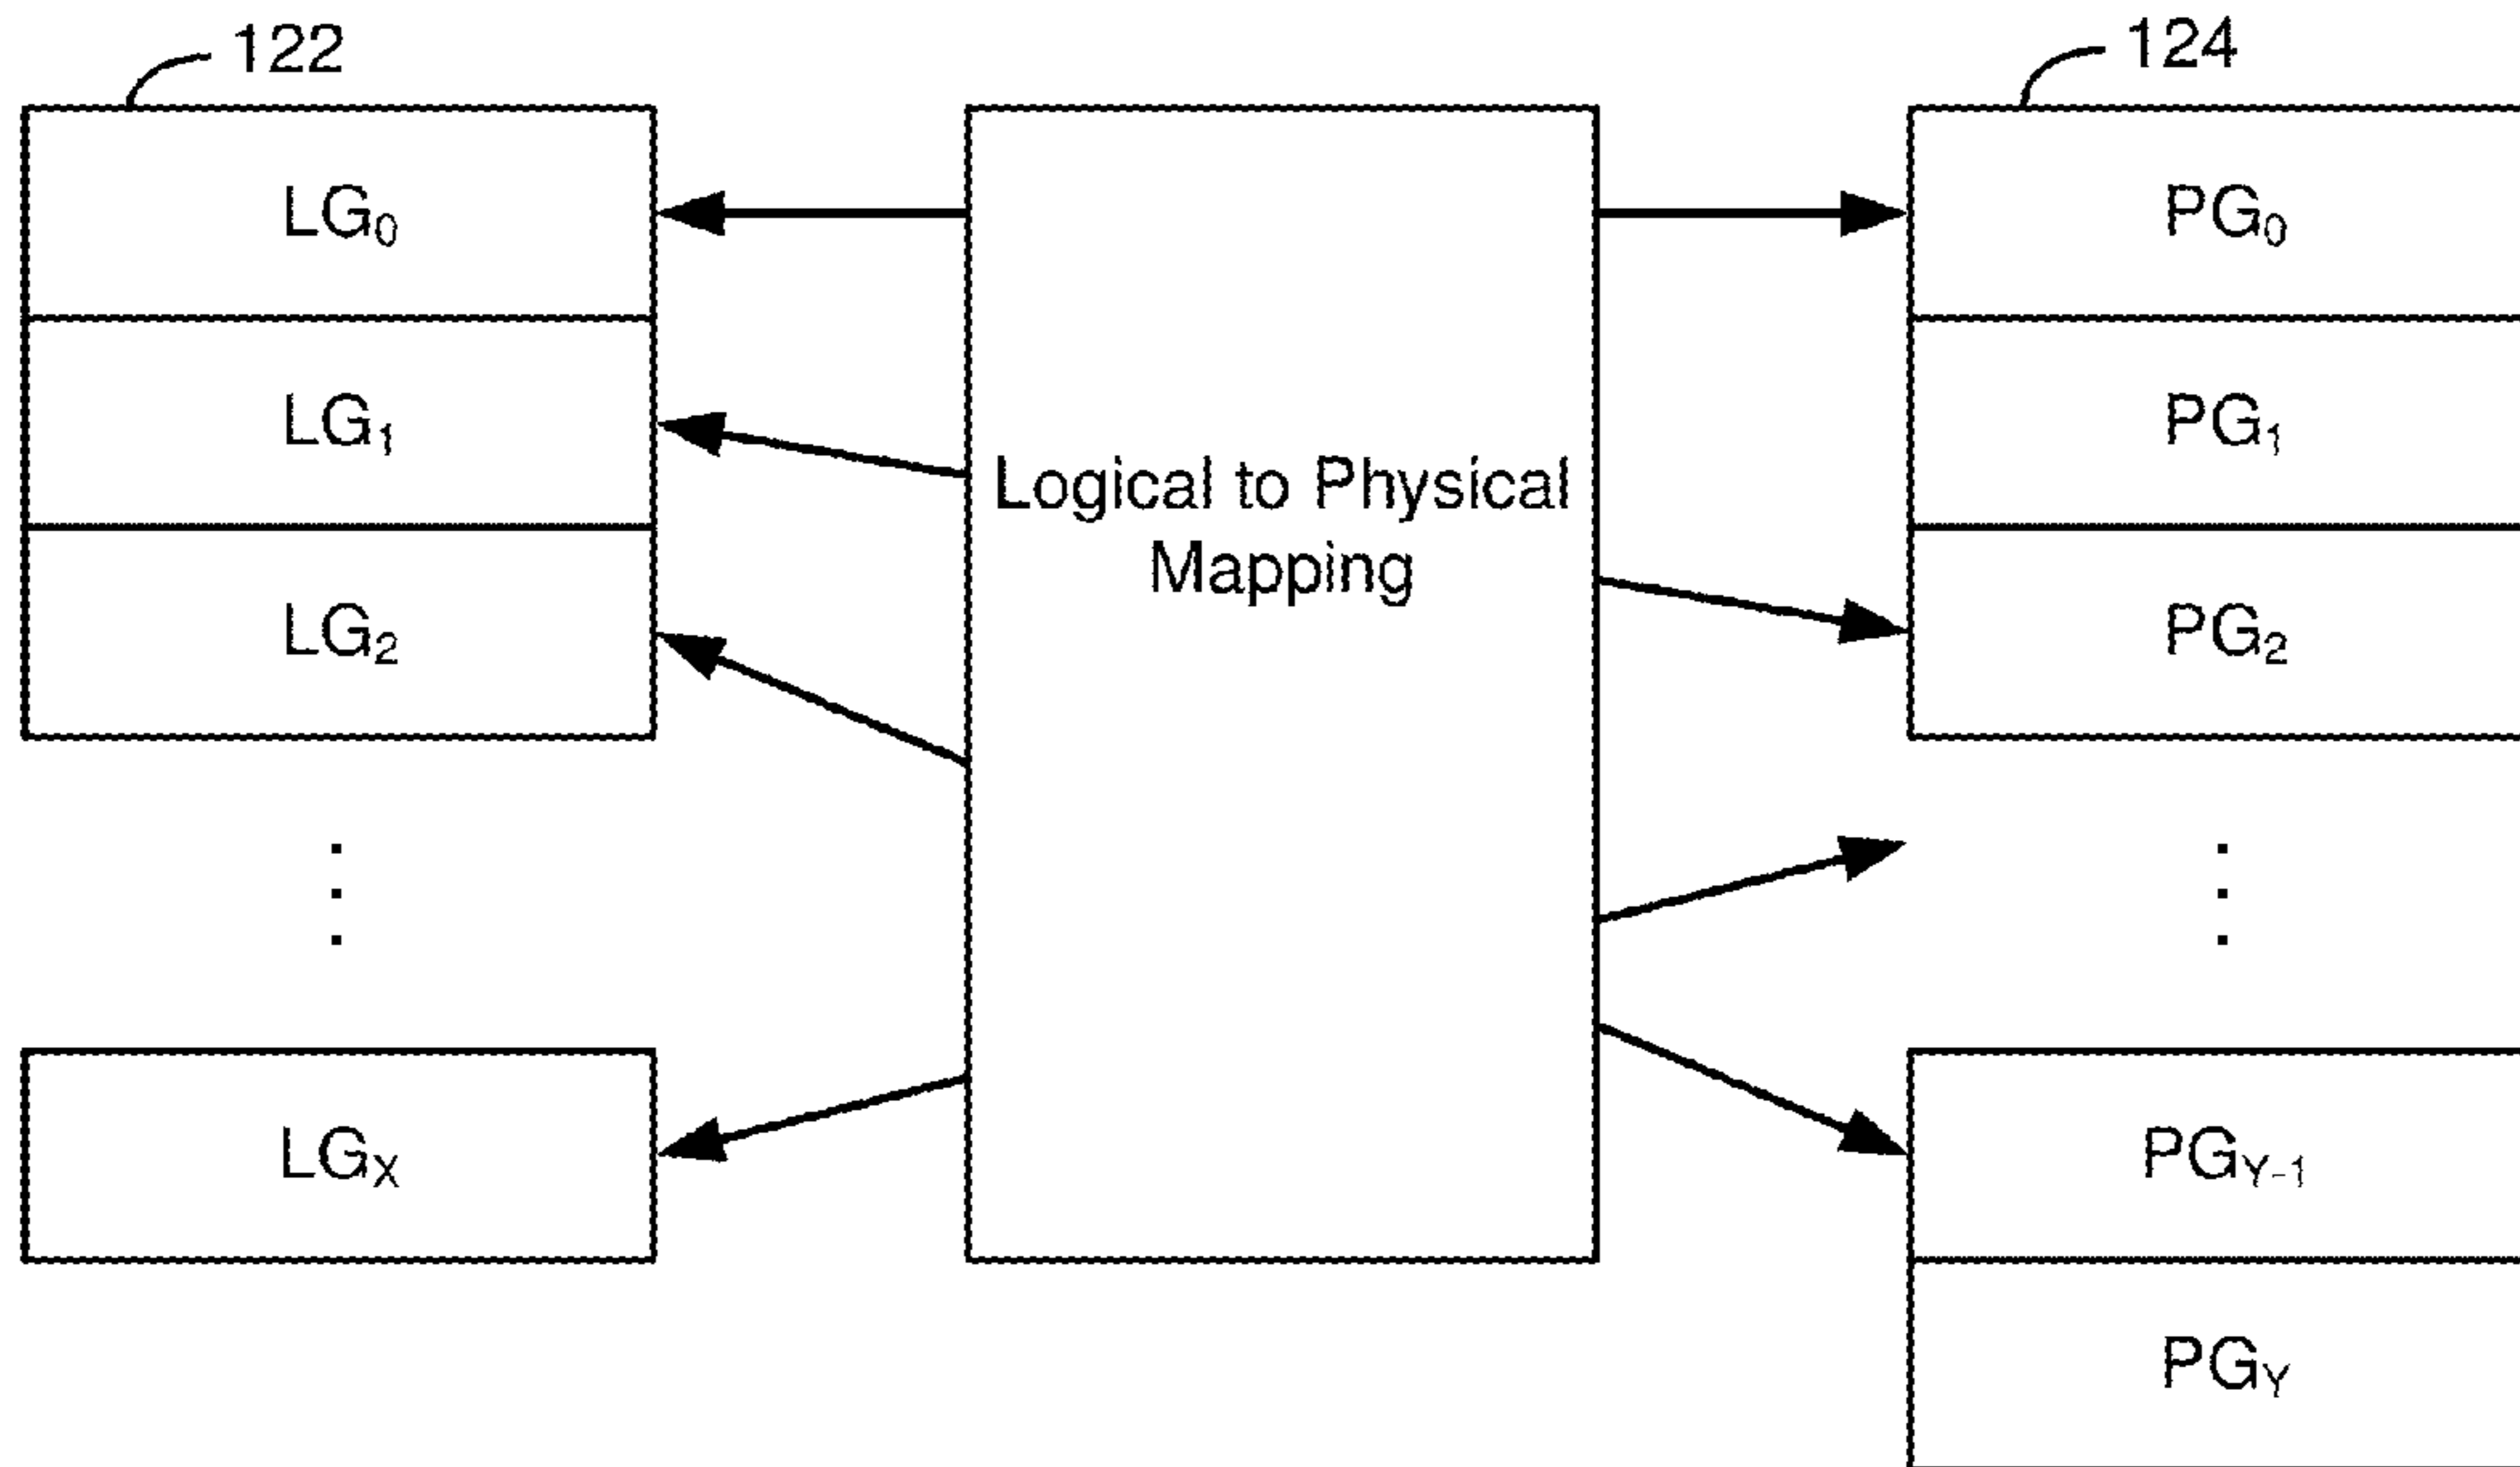 122
124
LG₀
PG₀
LG₁
PG₁
Logical to Physical
Mapping
LG₂
PG₂
LGₓ
PGY-1
PGY